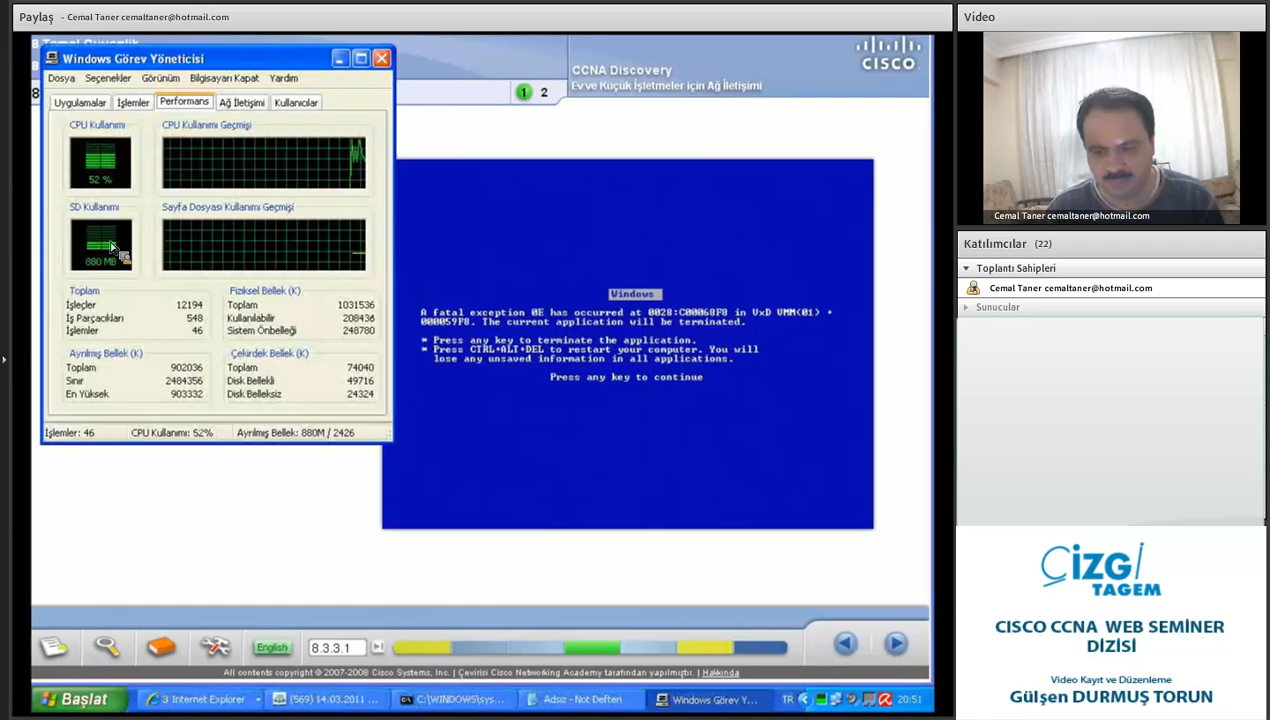 Paylaş - Cemal Taner cemaltaner@hotmail.com
Windows Görev Yöneticisi
Dosya Seçenekler Görünüm Bilgisayarı Kapat Yardım
Uygulamalar İşlemler Performans Ağ İletişimi Kullanıcılar
CPU Kullanımı
CPU Kullanımı Geçmişi
52 %
SD Kullanımı
Sayfa Dosyası Kullanımı Geçmişi
880 MB
Toplam
İşleçler 12194
İş Parçacıkları 548
İşlemler 46
Fiziksel Bellek (K)
Toplam 1031536
Kullanılabilir 208436
Sistem Önbelleği 248780
Ayrılmış Bellek (K)
Toplam 902036
Sınır 2484356
En Yüksek 903332
Çekirdek Bellek (K)
Toplam 74040
Disk Bellekli 49716
Disk Belleksiz 24324
İşlemler: 46 CPU Kullanımı: 52% Ayrılmış Bellek: 880M / 2426
1 2
CCNA Discovery
Ev ve Küçük İşletmeler için Ağ İletişimi
CISCO
Windows
A fatal exception 0E has occurred at 0028:C00068F8 in VxD VMM(01) +
000059F8. The current application will be terminated.
* Press any key to terminate the application.
* Press CTRL+ALT+DEL to restart your computer. You will
lose any unsaved information in all applications.
Press any key to continue
English
8.3.3.1
All contents copyright © 2007-2008 Cisco Systems, Inc. | Çevirisi Cisco Networking Academy tarafından yapılmıştır. | Hakkında
Başlat
3 Internet Explorer
(569) 14.03.2011 ...
C:\WINDOWS\sys...
Adsız - Not Defteri
Windows Görev Y...
TR
20:51
Video
Cemal Taner cemaltaner@hotmail.com
Katılımcılar (22)
Toplantı Sahipleri
Cemal Taner cemaltaner@hotmail.com
Sunucular
ÇİZGİ
TAGEM
CISCO CCNA WEB SEMİNER
DİZİSİ
Video Kayıt ve Düzenleme
Gülşen DURMUŞ TORUN